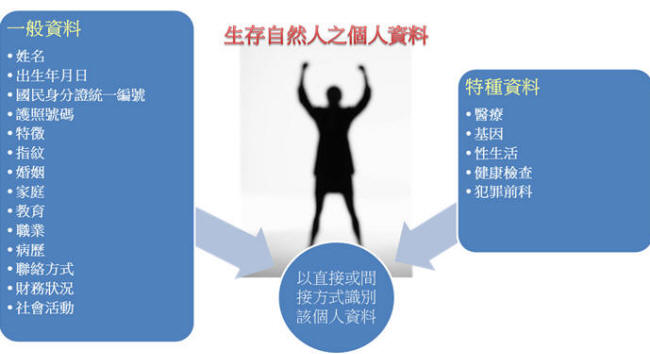 一般資料
• 姓名
• 出生年月日
• 國民身分證統一編號
• 護照號碼
• 特徵
• 指紋
• 婚姻
• 家庭
• 教育
• 職業
• 病歷
• 聯絡方式
• 財務狀況
• 社會活動
生存自然人之個人資料
特種資料
• 醫療
• 基因
• 性生活
• 健康檢查
• 犯罪前科
以直接或間
接方式識別
該個人資料